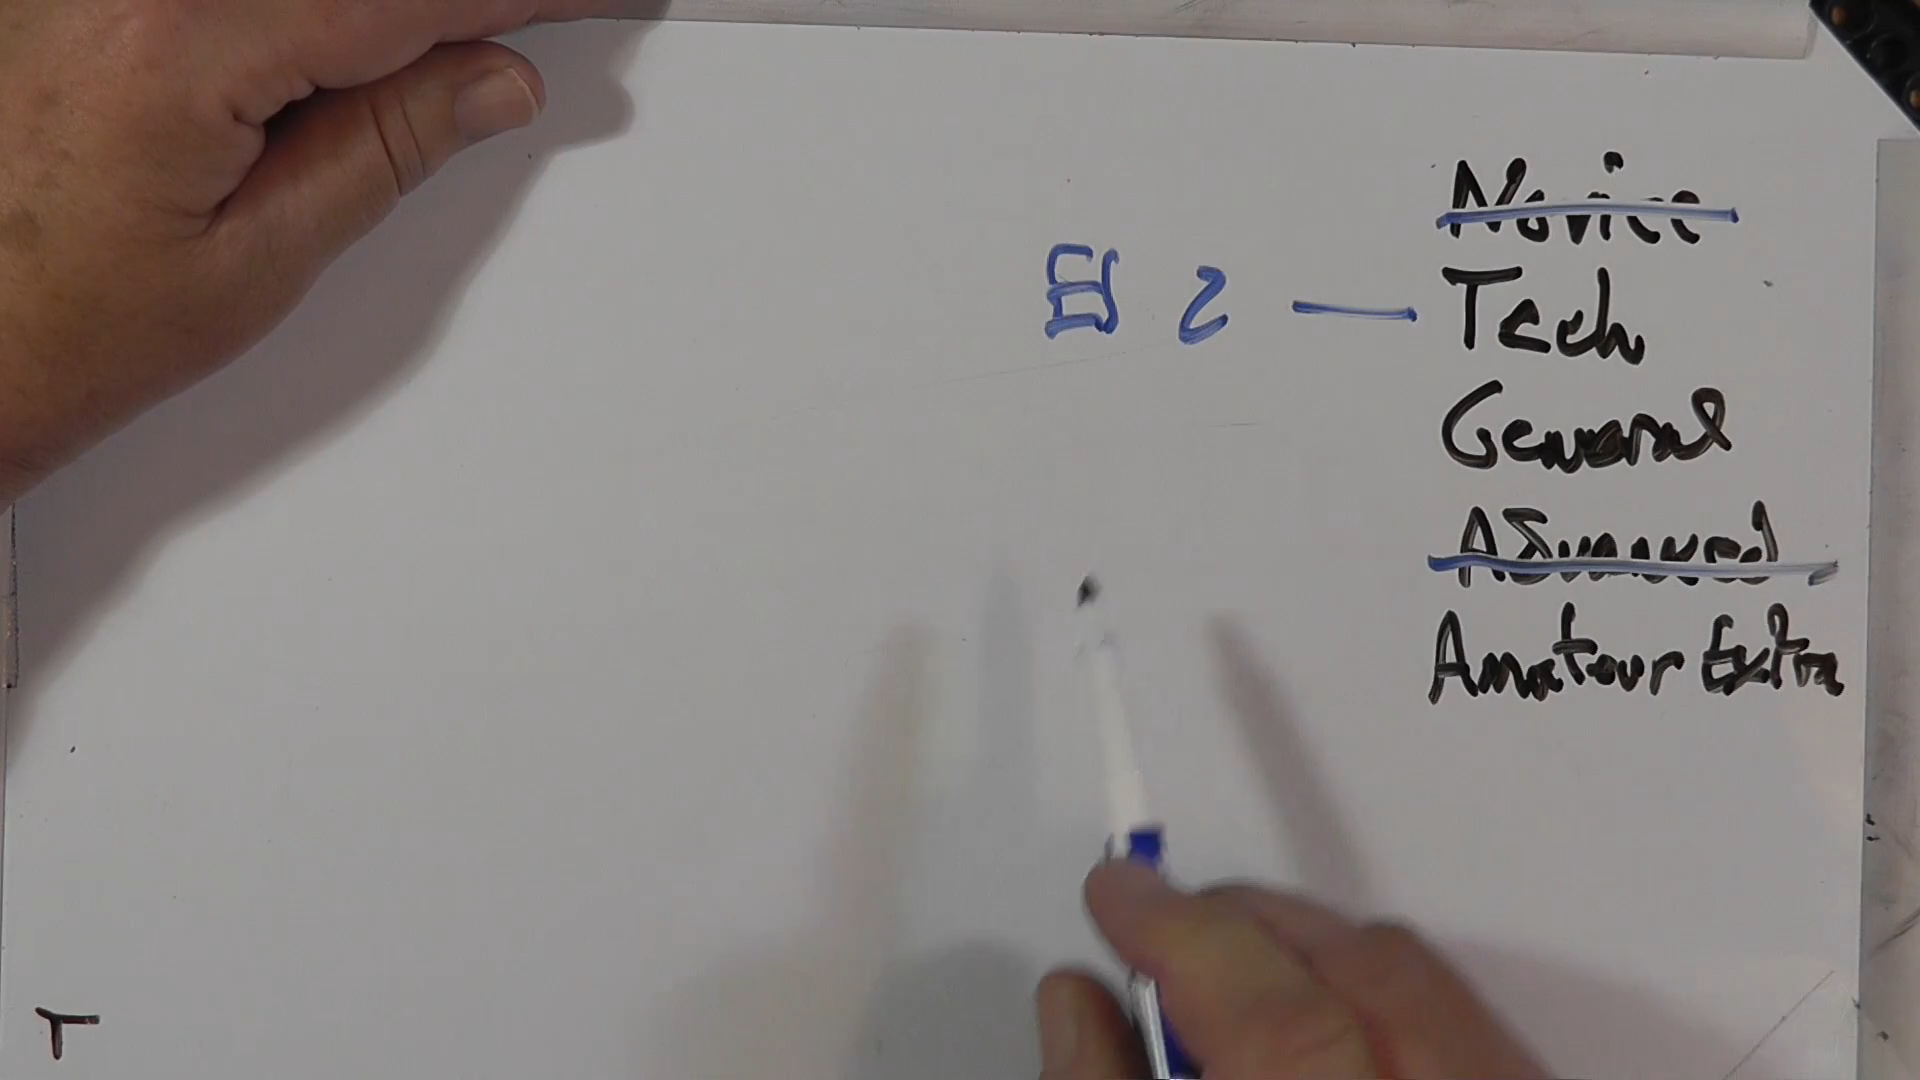 Novice
El 2 — Tech
General
Advanced
Amateur Extra
T